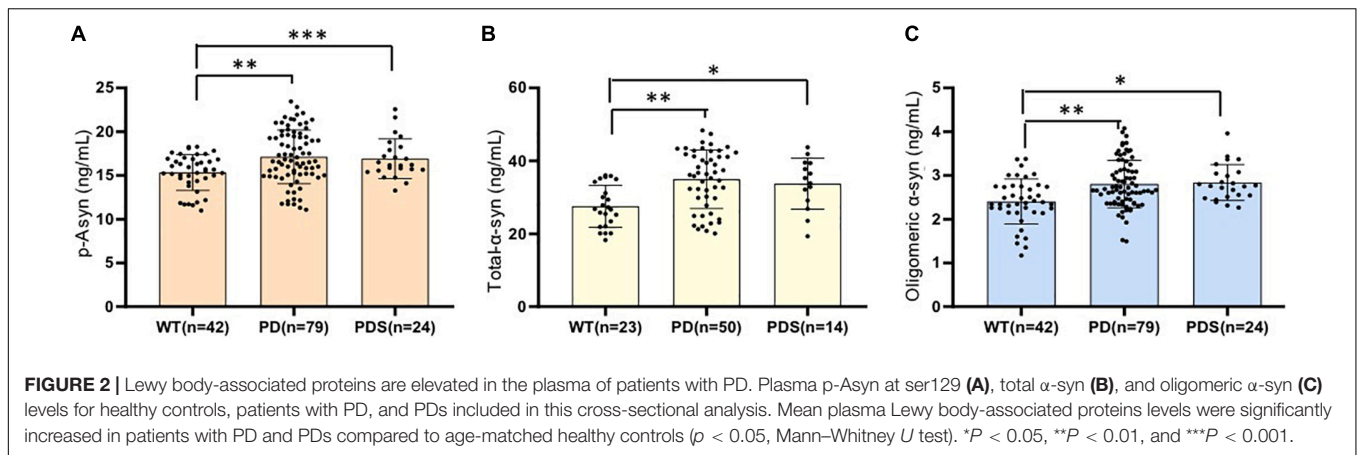 A
B
C
***
**
*
**
*
**
p-Asyn (ng/mL)
25
20
15
10
5
0
WT(n=42) PD(n=79) PDS(n=24)
Total-α-syn (ng/mL)
60
40
20
0
WT(n=23) PD(n=50) PDS(n=14)
Oligomeric α-syn (ng/mL)
5
4
3
2
1
0
WT(n=42) PD(n=79) PDS(n=24)
FIGURE 2 | Lewy body-associated proteins are elevated in the plasma of patients with PD. Plasma p-Asyn at ser129 (A), total α-syn (B), and oligomeric α-syn (C)
levels for healthy controls, patients with PD, and PDs included in this cross-sectional analysis. Mean plasma Lewy body-associated proteins levels were significantly
increased in patients with PD and PDs compared to age-matched healthy controls (p < 0.05, Mann–Whitney U test). *P < 0.05, **P < 0.01, and ***P < 0.001.